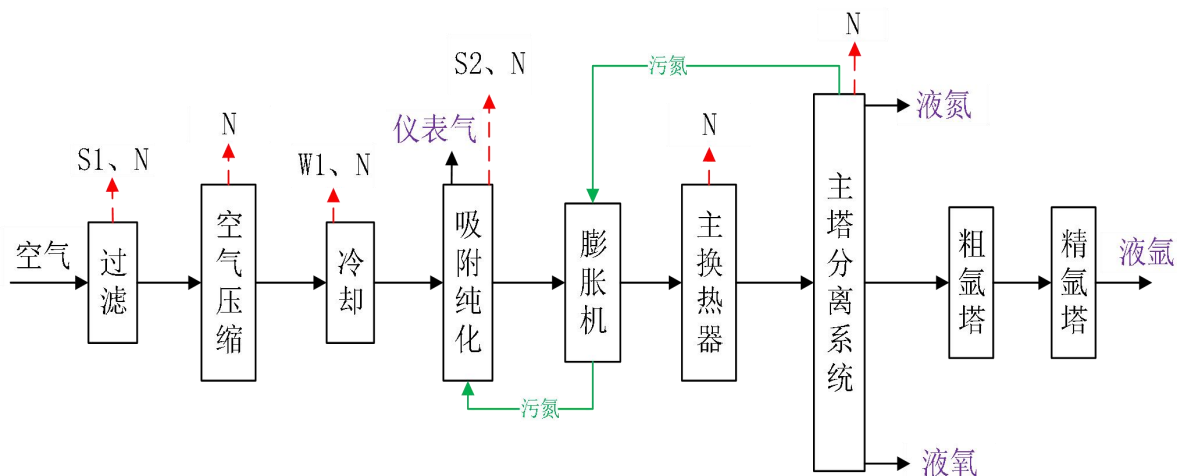 N
污氮
S2、N
液氮
N
仪表气
N
S1、N
W1、N
空气
过滤
空气压缩
冷却
吸附纯化
膨胀机
主换热器
主塔分离系统
粗氩塔
精氩塔
液氩
污氮
液氧